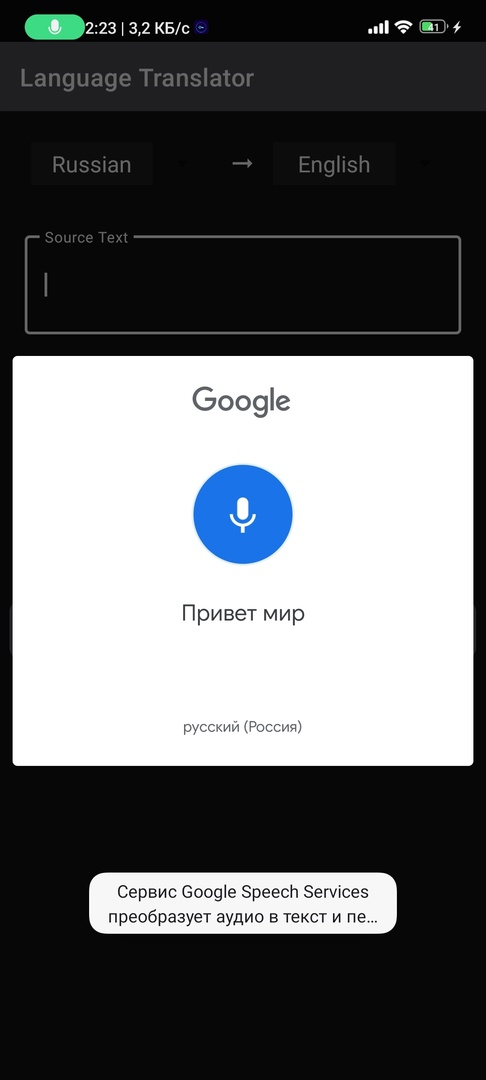 2:23 | 3,2 КБ/с
41
Language Translator
Russian → English
Source Text
Google
Привет мир
русский (Россия)
Сервис Google Speech Services
преобразует аудио в текст и пе...